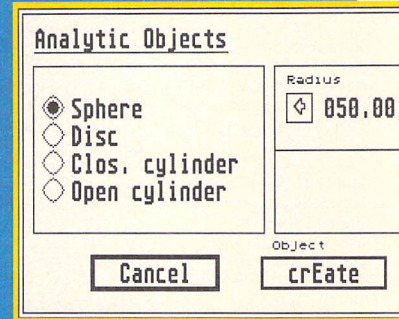 Analytic Objects
Radius
050.00
Sphere
Disc
Clos. cylinder
Open cylinder
Object
Cancel
crEate